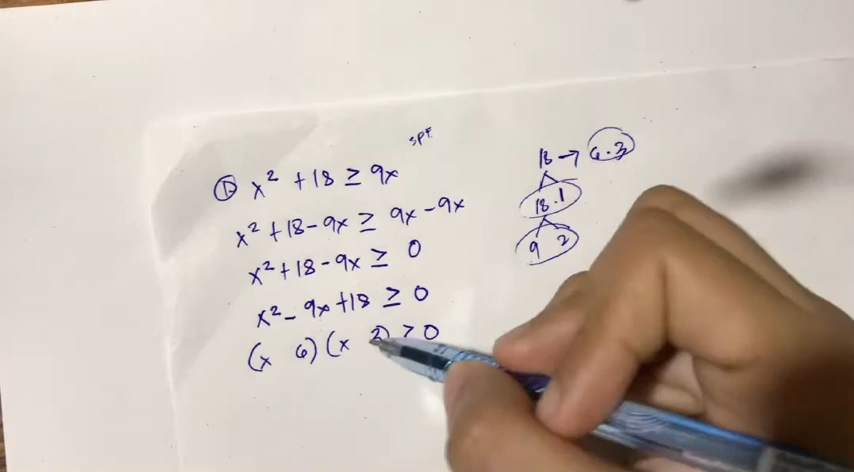 ① x² + 18 ≥ 9x
x² + 18 - 9x ≥ 9x - 9x
x² + 18 - 9x ≥ 0
x² - 9x + 18 ≥ 0
(x 6)(x 3) ≥ 0
18 → 6 . 3
18 . 1
9 2